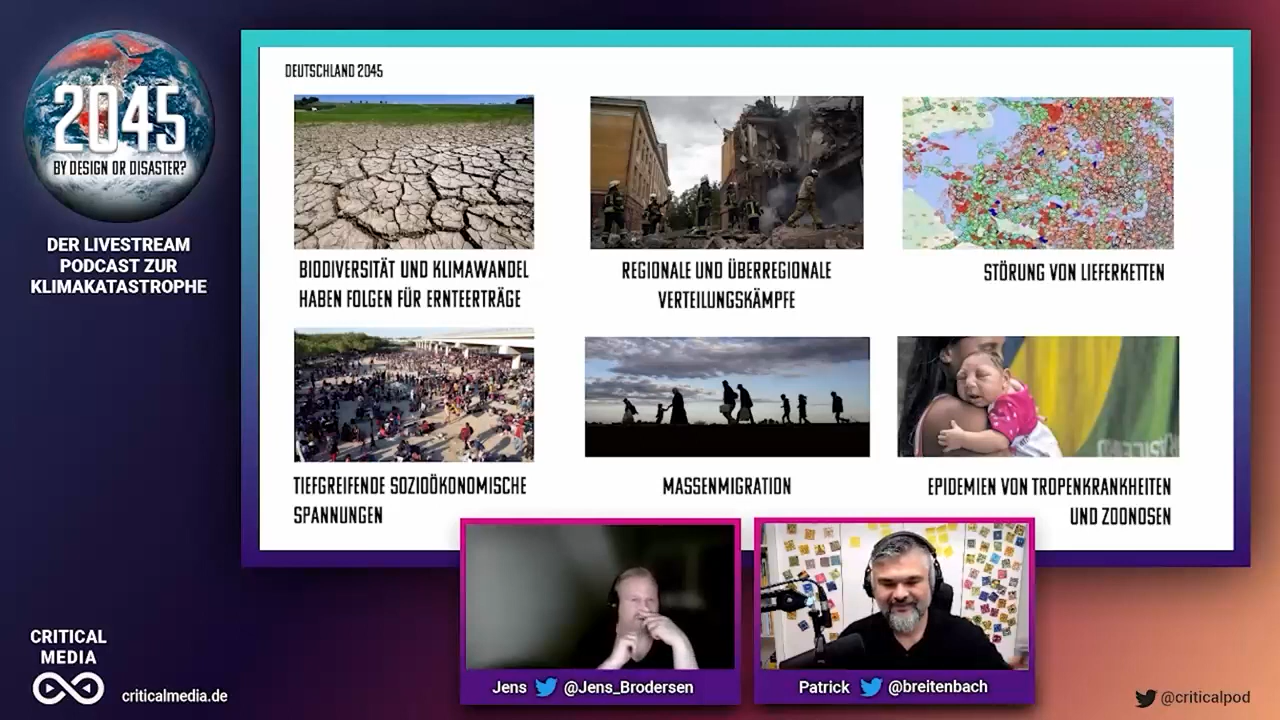 2045
BY DESIGN OR DISASTER?
DER LIVESTREAM
PODCAST ZUR
KLIMAKATASTROPHE
DEUTSCHLAND 2045
BIODIVERSITÄT UND KLIMAWANDEL
HABEN FOLGEN FÜR ERNTEERTRÄGE
REGIONALE UND ÜBERREGIONALE
VERTEILUNGSKÄMPFE
STÖRUNG VON LIEFERKETTEN
TIEFGREIFENDE SOZIOÖKONOMISCHE
SPANNUNGEN
MASSENMIGRATION
EPIDEMIEN VON TROPENKRANKHEITEN
UND ZOONOSEN
Jens @Jens_Brodersen
Patrick @breitenbach
CRITICAL
MEDIA
criticalmedia.de
@criticalpod